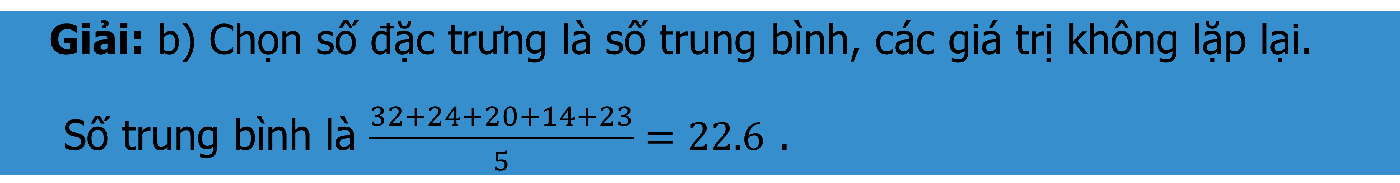 Giải: b) Chọn số đặc trưng là số trung bình, các giá trị không lặp lại.
Số trung bình là \frac{32+24+20+14+23}{5} = 22.6 .